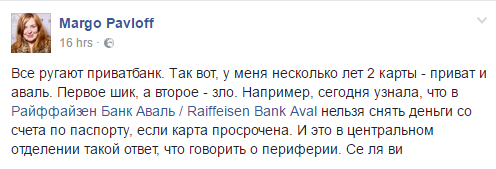 Margo Pavloff
16 hrs ·
Все ругают приватбанк. Так вот, у меня несколько лет 2 карты - приват и
аваль. Первое шик, а второе - зло. Например, сегодня узнала, что в
Райффайзен Банк Аваль / Raiffeisen Bank Aval нельзя снять деньги со
счета по паспорту, если карта просрочена. И это в центральном
отделении такой ответ, что говорить о периферии. Се ля ви